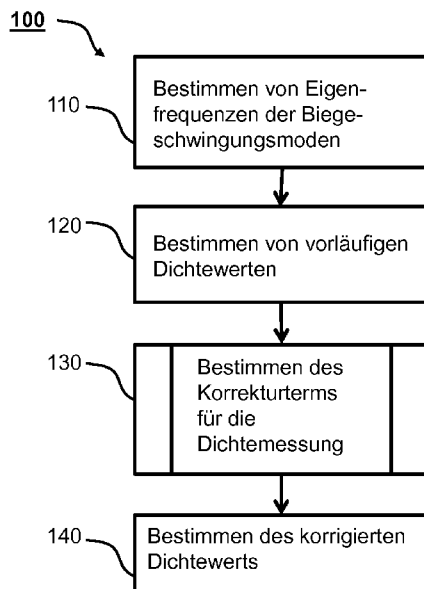 100
110
Bestimmen von Eigen-
frequenzen der Biege-
schwingungsmoden
120
Bestimmen von vorläufigen
Dichtewerten
130
Bestimmen des
Korrekturterms
für die
Dichtemessung
140
Bestimmen des korrigierten
Dichtewerts